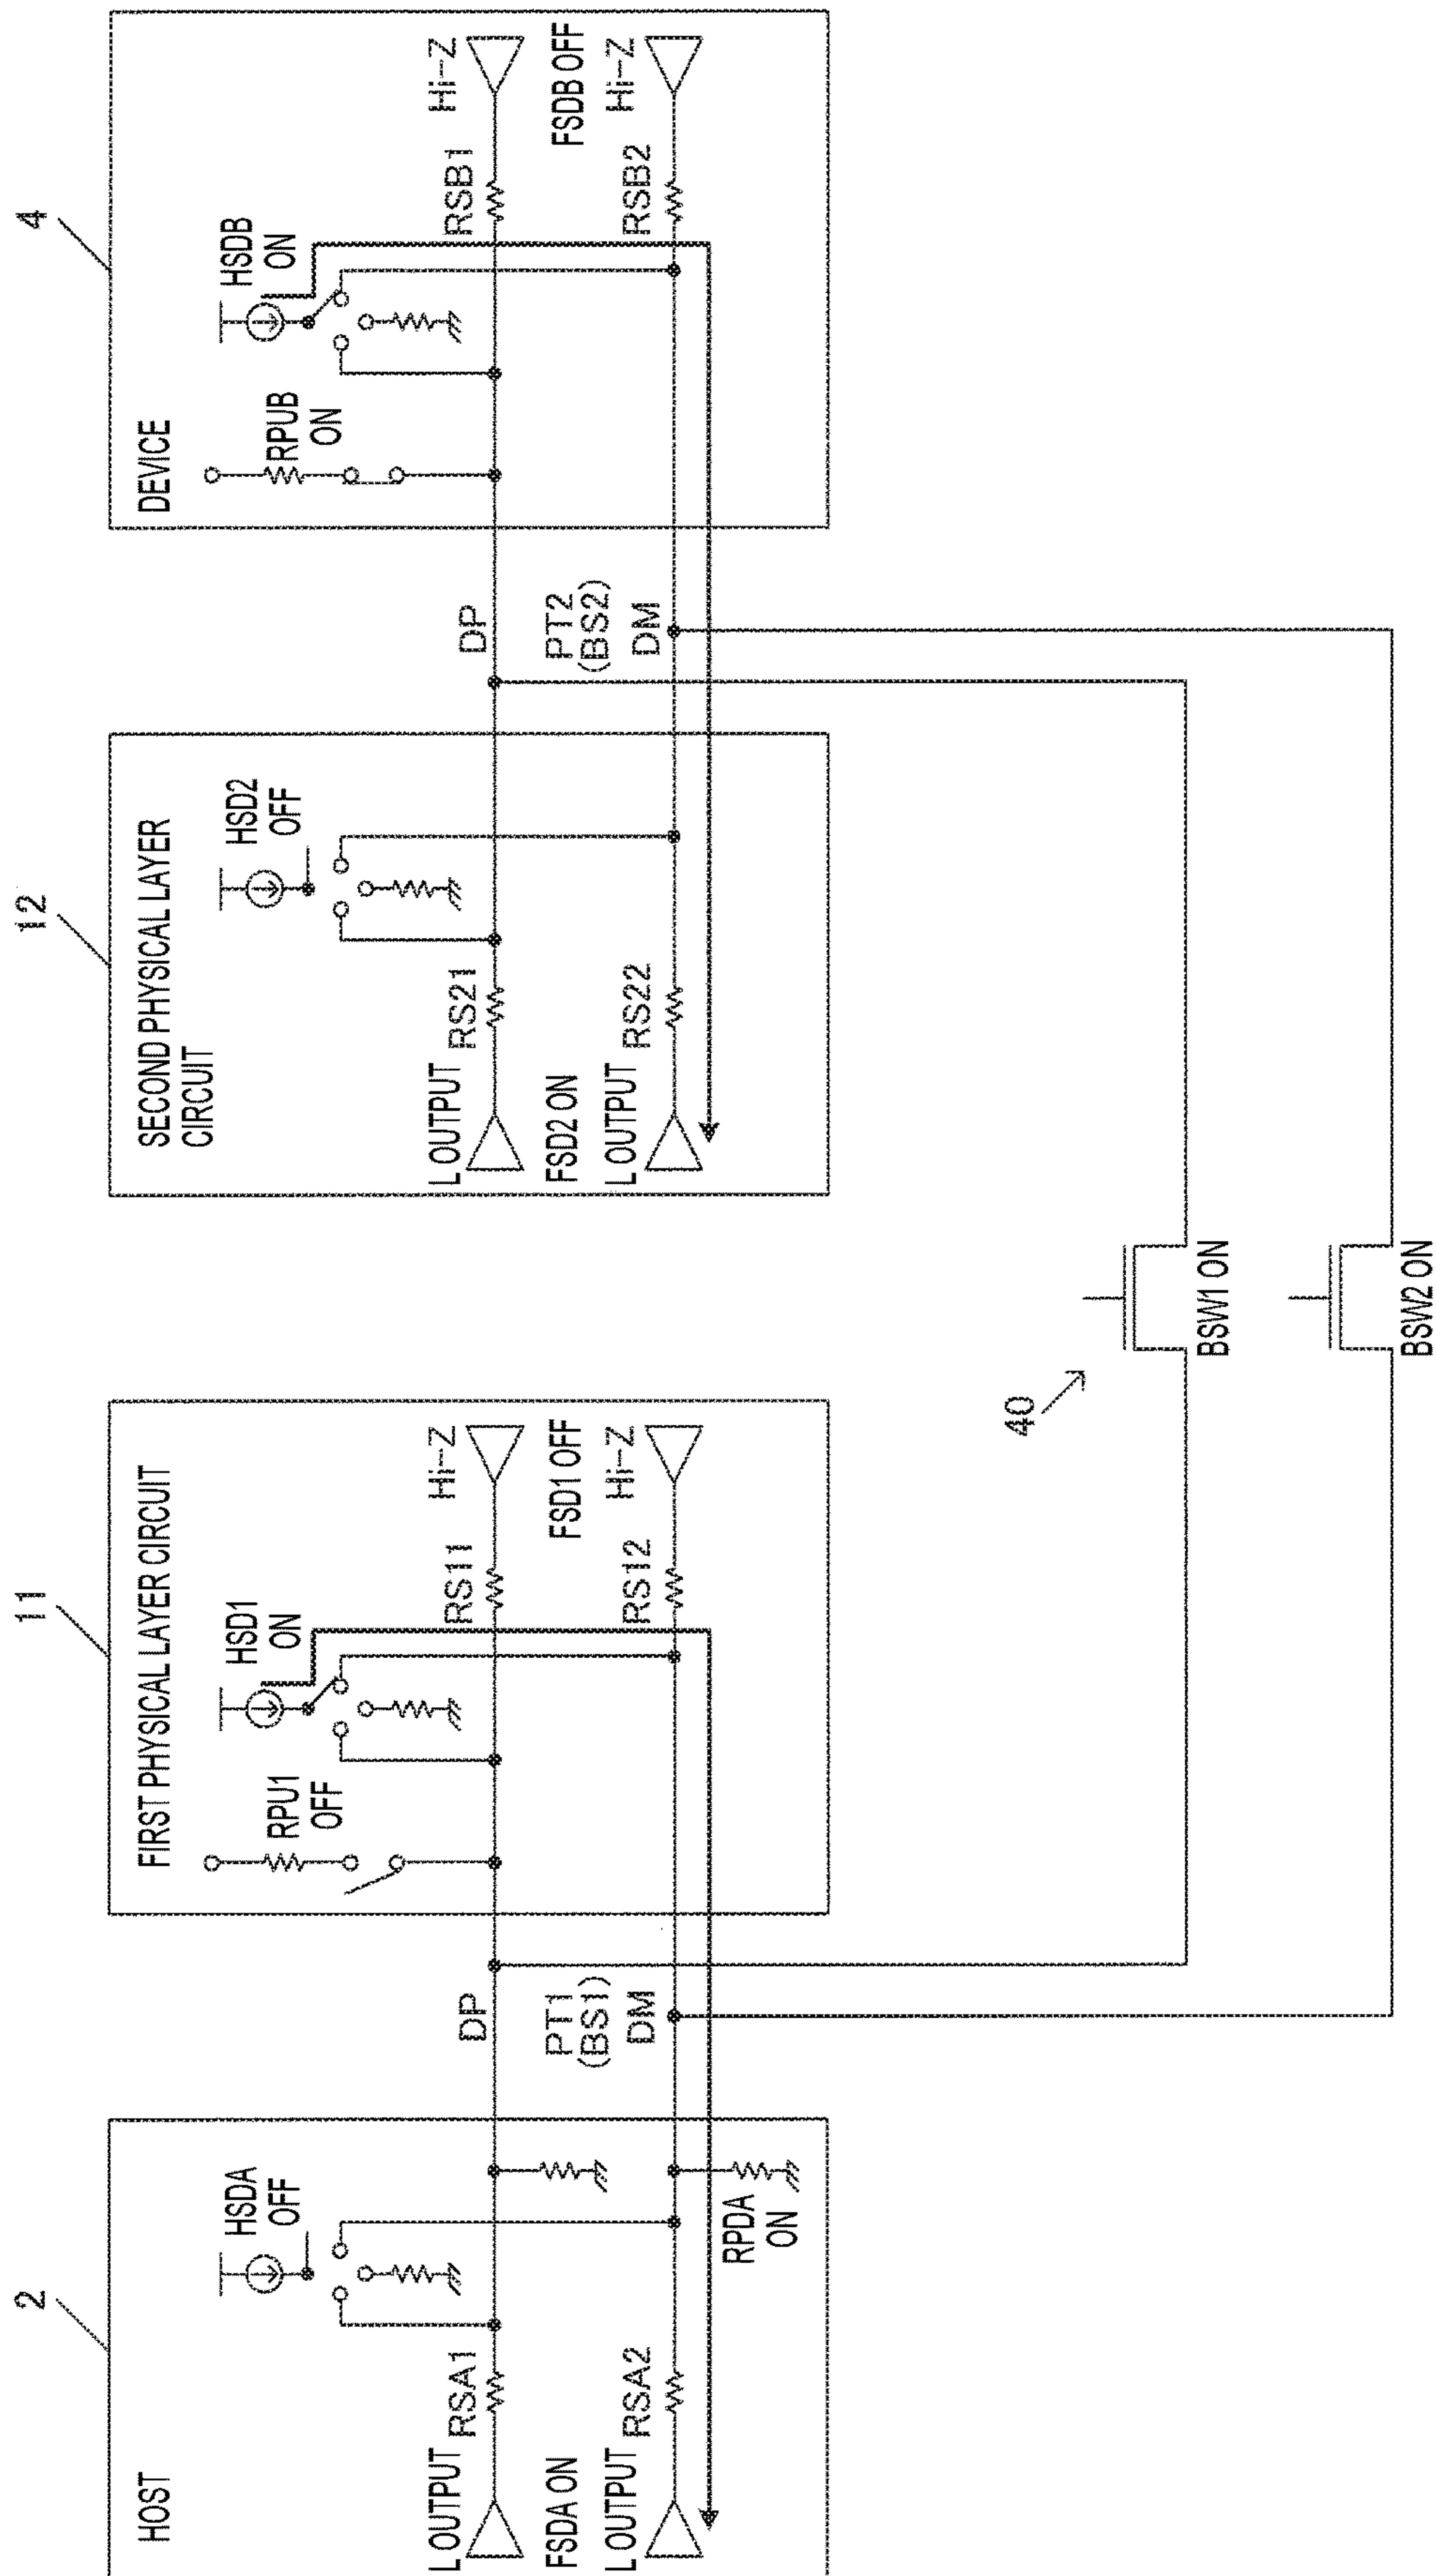 2
HOST
HSDA
OFF
L OUTPUT
RSA1
FSDA ON
L OUTPUT
RSA2
RPDA
ON
DP
PT1
(BS1)
DM
11
FIRST PHYSICAL LAYER CIRCUIT
RPU1
OFF
HSD1
ON
RS11
Hi-Z
FSD1 OFF
RS12
Hi-Z
40
BSW1 ON
BSW2 ON
12
SECOND PHYSICAL LAYER
CIRCUIT
HSD2
OFF
L OUTPUT
RS21
FSD2 ON
L OUTPUT
RS22
DP
PT2
(BS2)
DM
4
DEVICE
RPUB
ON
HSDB
ON
RSB1
Hi-Z
FSDB OFF
RSB2
Hi-Z